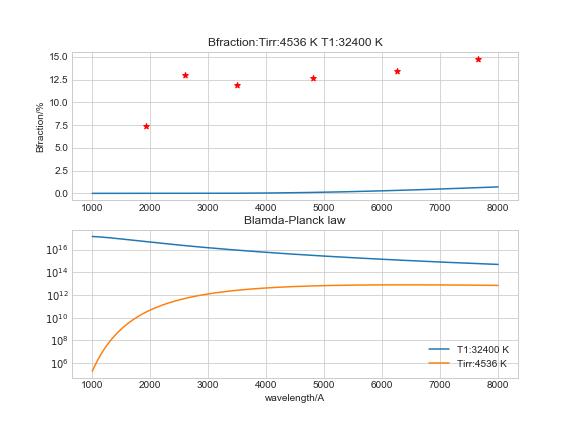 Bfraction:Tirr:4536 K T1:32400 K
15.0
12.5
10.0
7.5
5.0
2.5
0.0
Bfraction/%
1000 2000 3000 4000 5000 6000 7000 8000
Blamda-Planck law
10^16
10^14
10^12
10^10
10^8
10^6
T1:32400 K
Tirr:4536 K
1000 2000 3000 4000 5000 6000 7000 8000
wavelength/A